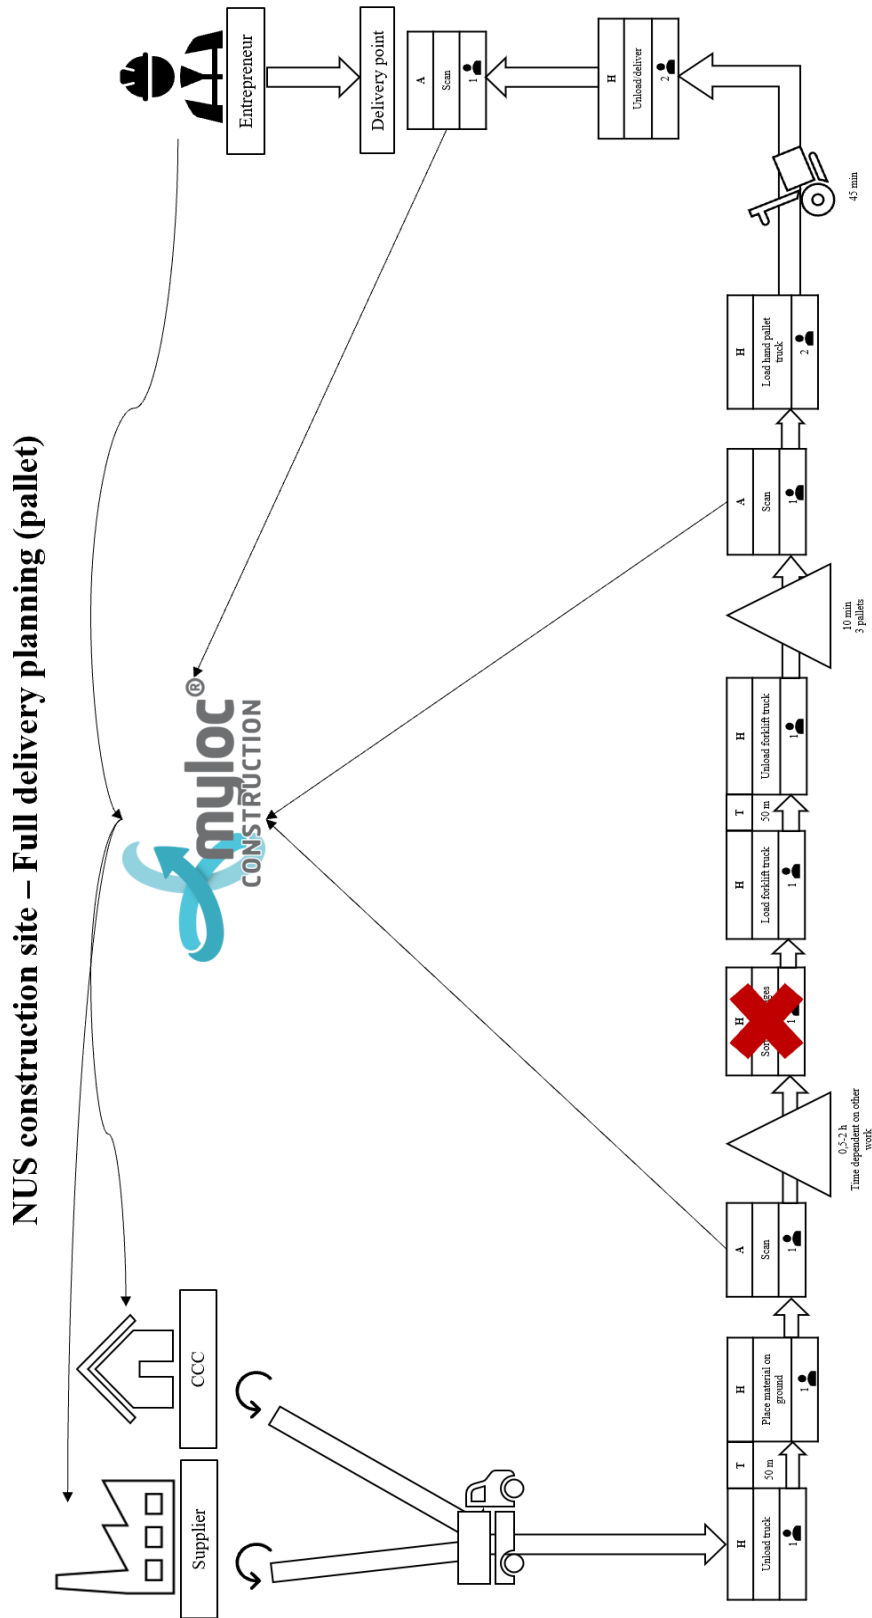 NUS construction site – Full delivery planning (pallet)
Supplier
CCC
myloc®
CONSTRUCTION
Entrepreneur
Delivery point
H
Unload truck
1
T
50 m
H
Place material on
ground
1
A
Scan
1
0,5-2 h
Time dependent on other
work
H
1
H
Load forklift truck
1
T
50 m
H
Unload forklift truck
1
10 min
3 pallets
A
Scan
1
H
Load hand pallet
truck
2
45 min
H
Unload/deliver
2
A
Scan
1